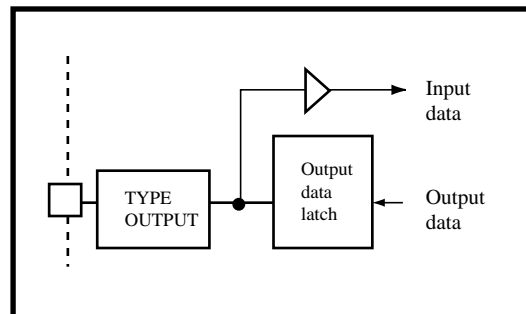 Input
data
TYPE
OUTPUT
Output
data
latch
Output
data